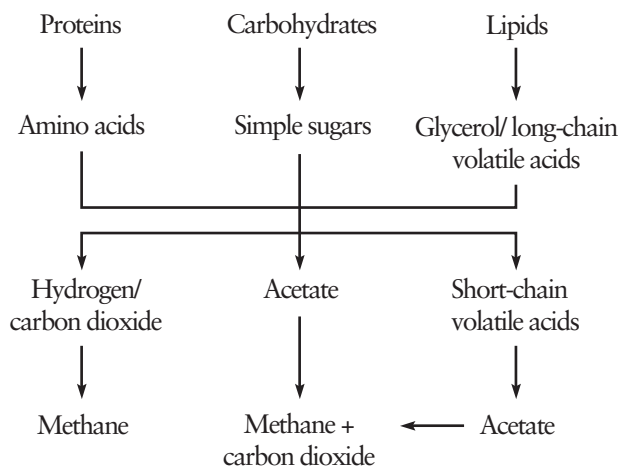 Proteins
Carbohydrates
Lipids
Amino acids
Simple sugars
Glycerol/ long-chain
volatile acids
Hydrogen/
carbon dioxide
Acetate
Short-chain
volatile acids
Methane
Methane +
carbon dioxide
Acetate